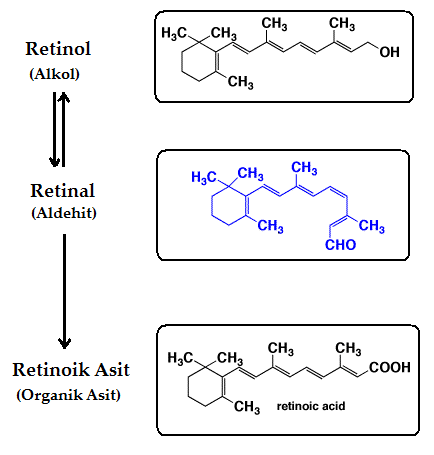 Retinol
(Alkol)
H₃C CH₃ CH₃ CH₃
OH
CH₃
Retinal
(Aldehit)
H₃C CH₃ CH₃
CH₃ CH₃
CHO
Retinoik Asit
(Organik Asit)
H₃C CH₃ CH₃ CH₃
COOH
CH₃ retinoic acid